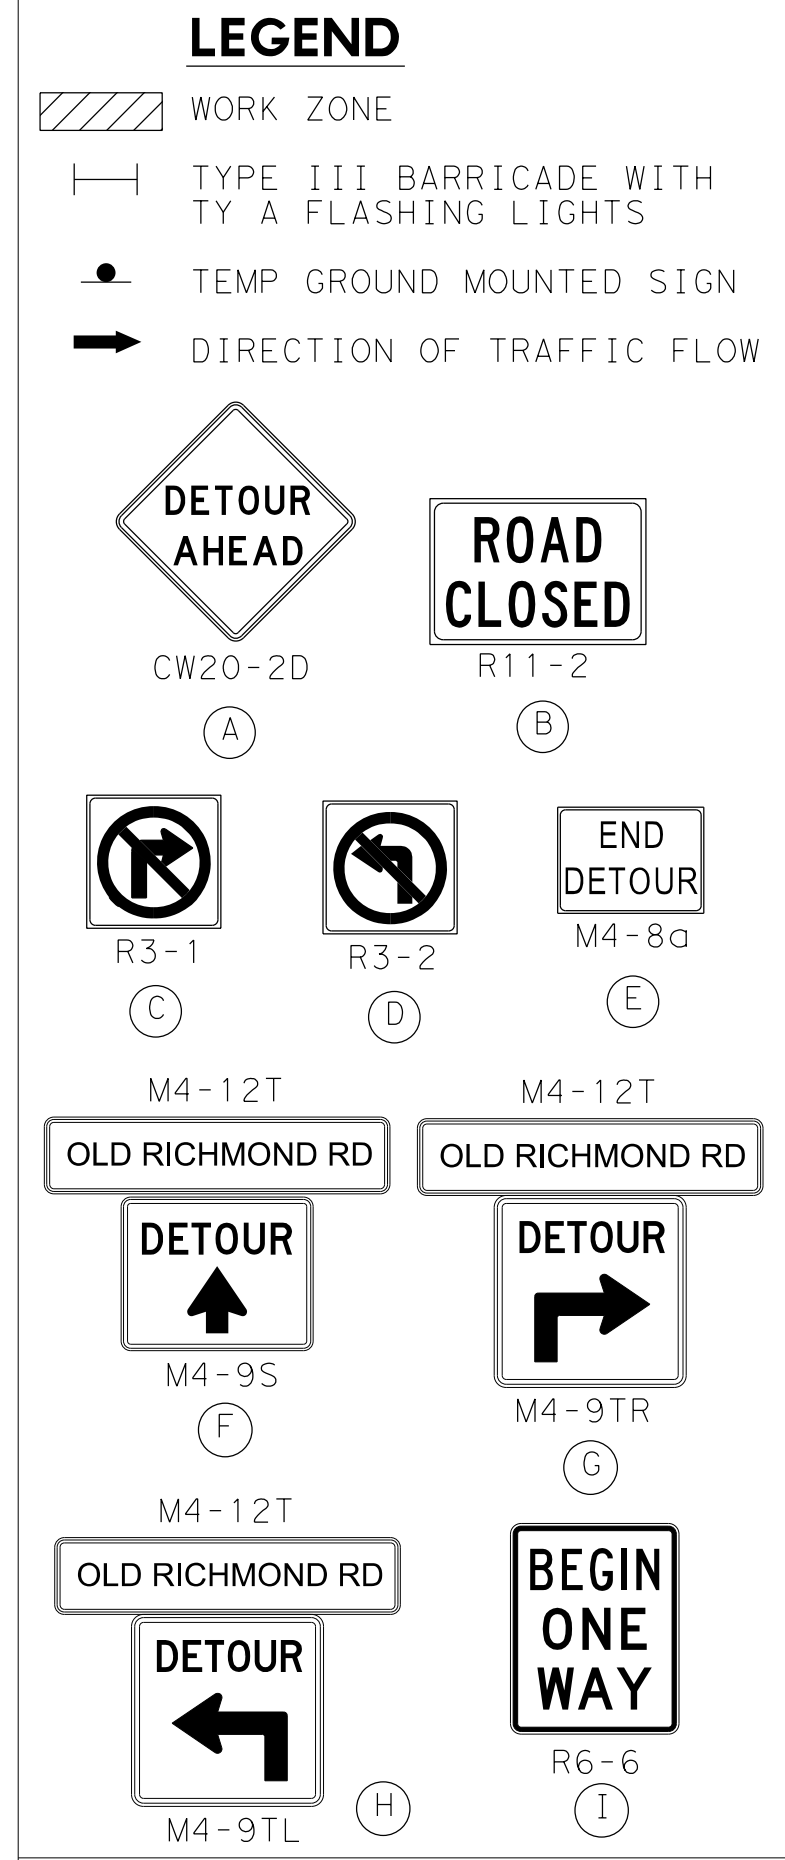 LEGEND
WORK ZONE
TYPE III BARRICADE WITH
TY A FLASHING LIGHTS
TEMP GROUND MOUNTED SIGN
DIRECTION OF TRAFFIC FLOW
DETOUR
AHEAD
CW20-2D
A
ROAD
CLOSED
R11-2
B
R3-1
C
R3-2
D
END
DETOUR
M4-8a
E
M4-12T
OLD RICHMOND RD
DETOUR
M4-9S
F
M4-12T
OLD RICHMOND RD
DETOUR
M4-9TR
G
M4-12T
OLD RICHMOND RD
DETOUR
M4-9TL
H
BEGIN
ONE
WAY
R6-6
I